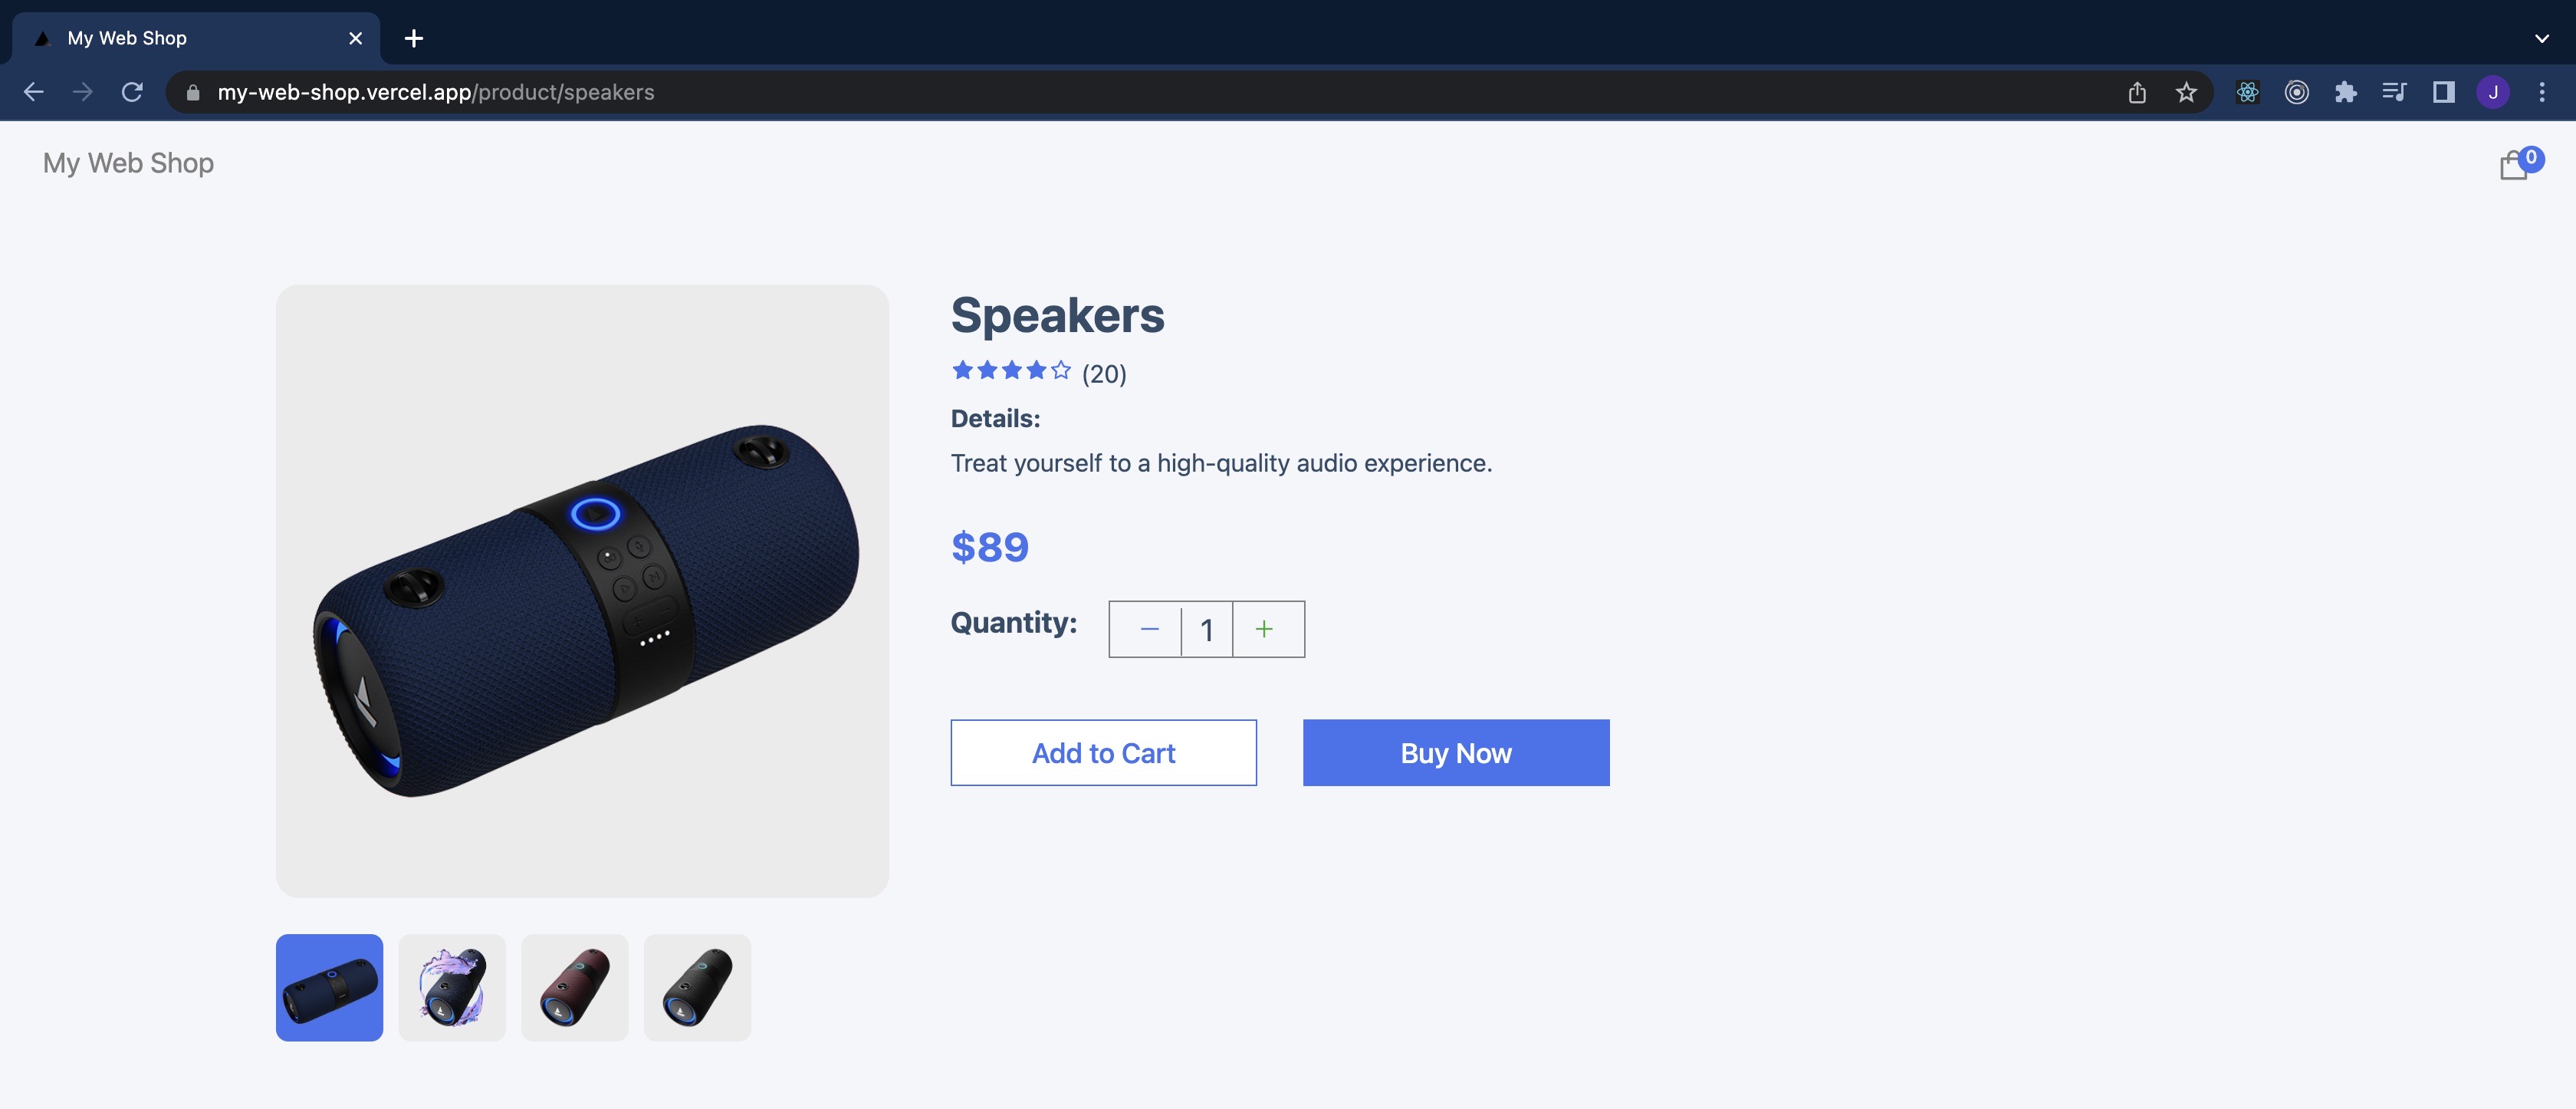 My Web Shop
my-web-shop.vercel.app/product/speakers
J
My Web Shop
0
Speakers
(20)
Details:
Treat yourself to a high-quality audio experience.
$89
Quantity:
1
Add to Cart
Buy Now